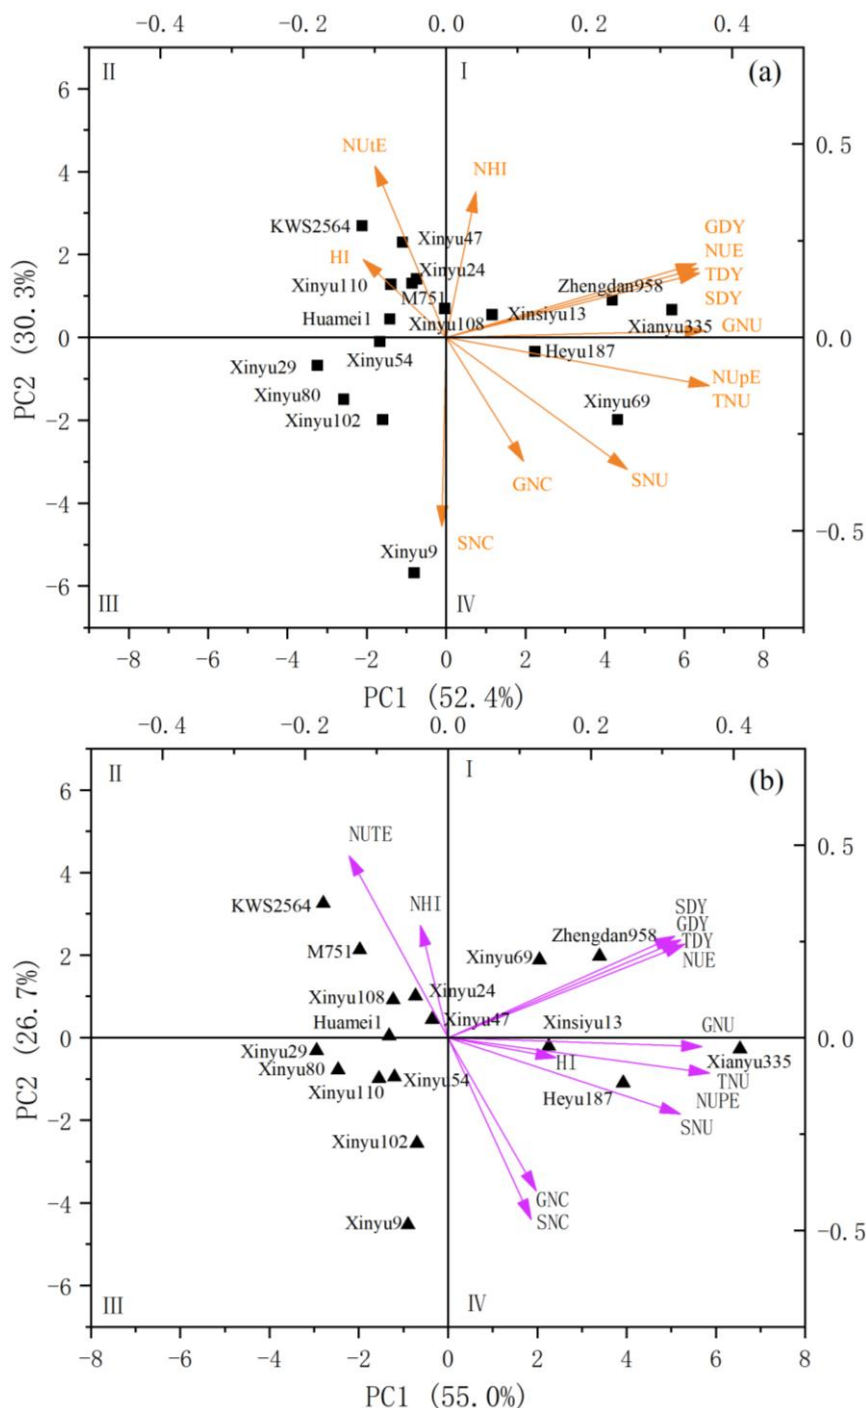 -0.4 -0.2 0.0 0.2 0.4
II I (a)
6
NUtE
NHI
0.5
4
KWS2564
Xinyu47
GDY
2
HI
Xinyu24
NUE
Xinyu110
Zhengdan958
TDY
M751
SDY
Huamei1
Xinyu108
Xinsiyu13
Xianyu335
GNU
0
0.0
Xinyu29
Xinyu54
Heyu187
NUpE
Xinyu80
Xinyu69
TNU
-2
Xinyu102
GNC
SNU
-4
-0.5
SNC
Xinyu9
-6
III IV
-8 -6 -4 -2 0 2 4 6 8
PC2 (30.3%)
PC1 (52.4%)
-0.4 -0.2 0.0 0.2 0.4
II I (b)
6
NUTE
0.5
4
KWS2564
NHI
SDY
GDY
M751
Xinyu69
Zhengdan958
TDY
2
NUE
Xinyu108
Xinyu24
Huamei1
Xinyu47
Xinsiyu13
GNU
0
0.0
Xinyu29
HI
Xianyu335
Xinyu80
Xinyu54
TNU
Xinyu110
Heyu187
NUPE
-2
SNU
Xinyu102
GNC
-4
SNC
Xinyu9
-0.5
-6
III IV
-8 -6 -4 -2 0 2 4 6 8
PC2 (26.7%)
PC1 (55.0%)